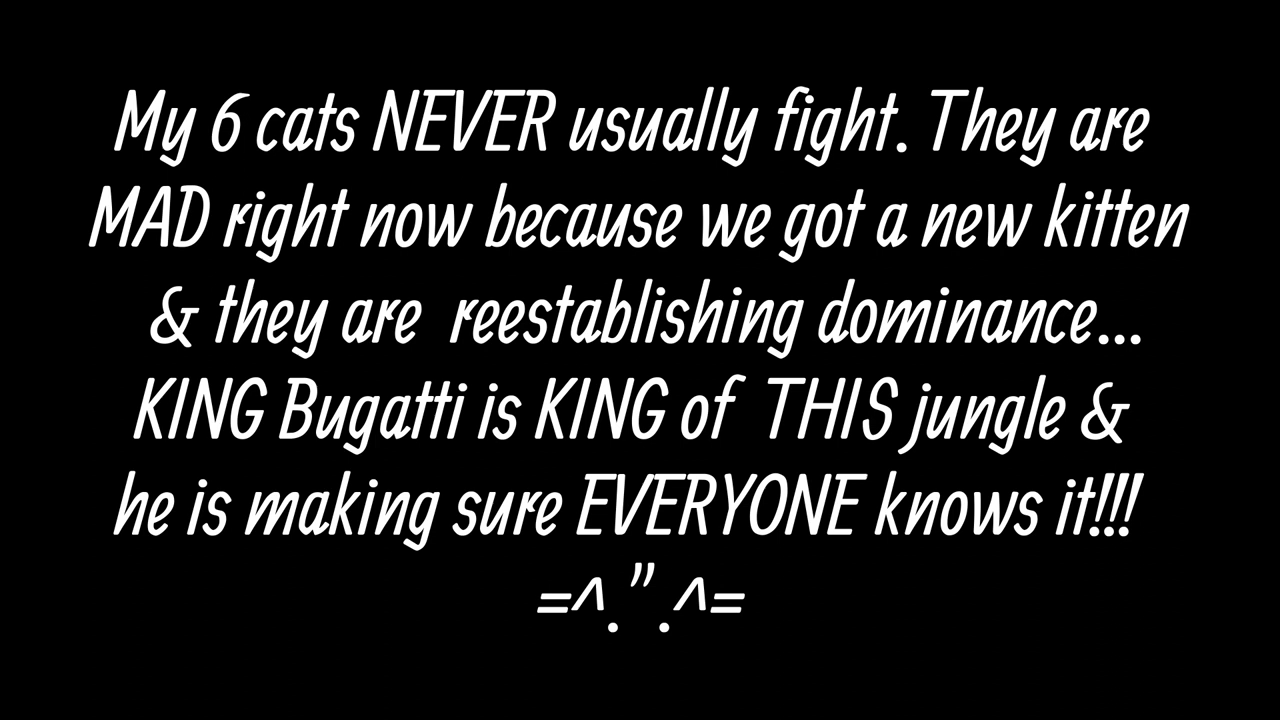 My 6 cats NEVER usually fight. They are
MAD right now because we got a new kitten
& they are  reestablishing dominance...
KING Bugatti is KING of  THIS jungle &
he is making sure EVERYONE knows it!!!
=^.".^=